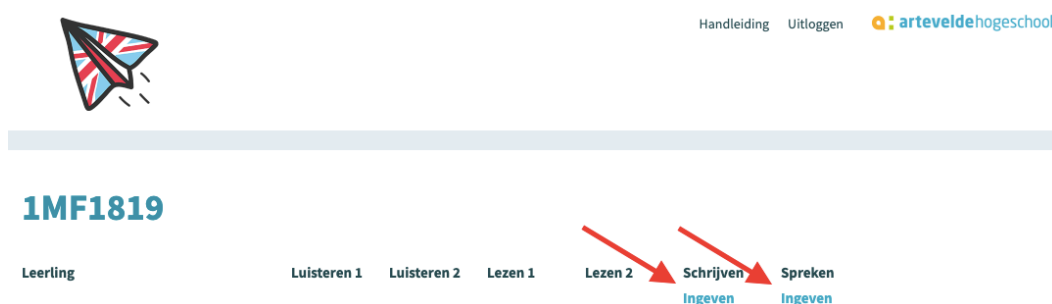 Handleiding Uitloggen a: arteveldehogeschool
1MF1819
Leerling Luisteren 1 Luisteren 2 Lezen 1 Lezen 2 Schrijven Spreken
Ingeven Ingeven